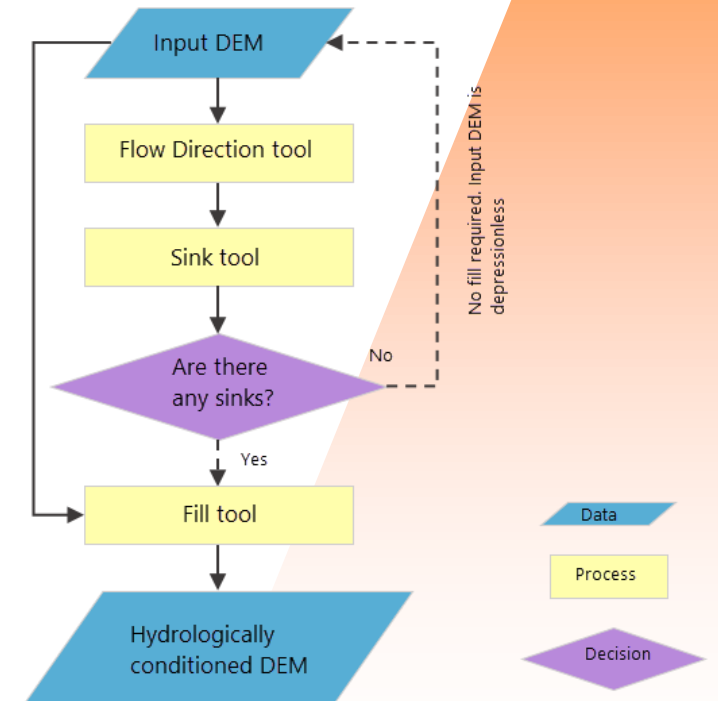 Input DEM
Flow Direction tool
Sink tool
Are there
any sinks?
No
No fill required. Input DEM is
depressionless
Yes
Fill tool
Hydrologically
conditioned DEM
Data
Process
Decision